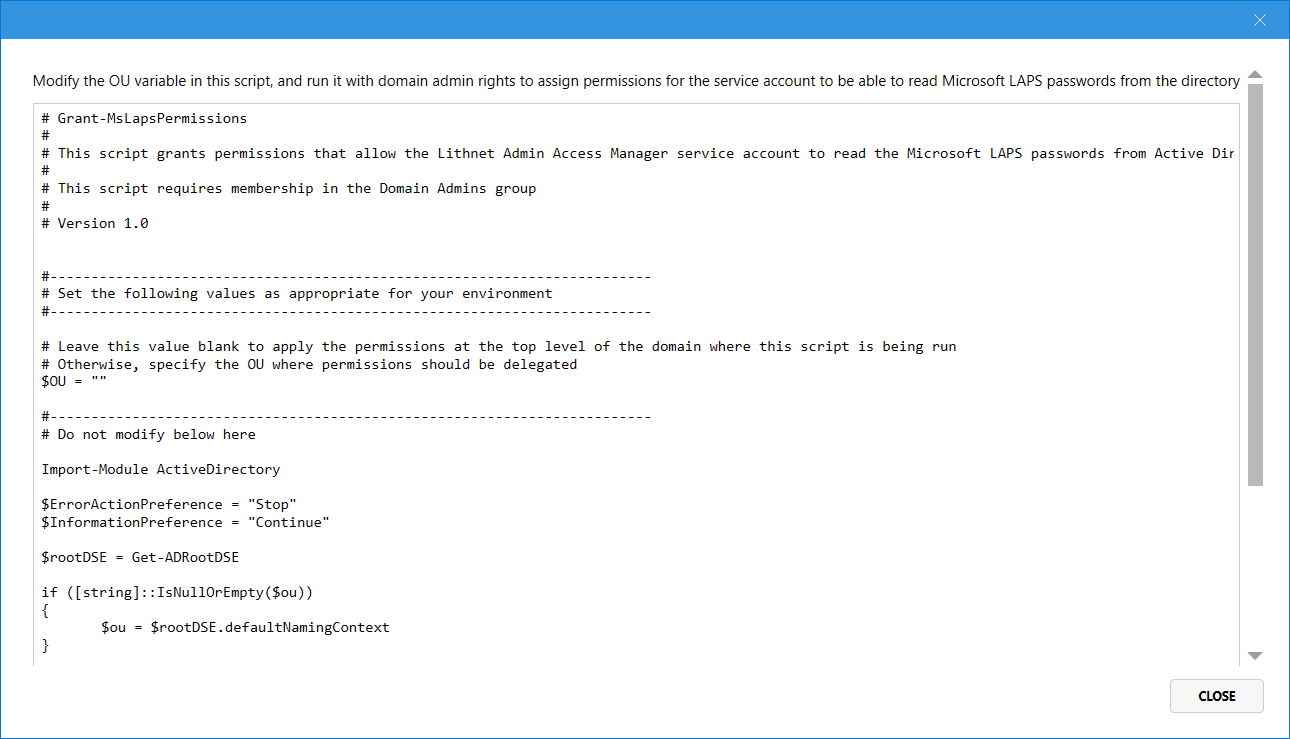 Modify the OU variable in this script, and run it with domain admin rights to assign permissions for the service account to be able to read Microsoft LAPS passwords from the directory
# Grant-MsLapsPermissions
#
# This script grants permissions that allow the Lithnet Admin Access Manager service account to read the Microsoft LAPS passwords from Active Dir
#
# This script requires membership in the Domain Admins group
#
# Version 1.0
#-------------------------------------------------------------------------
# Set the following values as appropriate for your environment
#-------------------------------------------------------------------------
# Leave this value blank to apply the permissions at the top level of the domain where this script is being run
# Otherwise, specify the OU where permissions should be delegated
$OU = ""
#-------------------------------------------------------------------------
# Do not modify below here
Import-Module ActiveDirectory
$ErrorActionPreference = "Stop"
$InformationPreference = "Continue"
$rootDSE = Get-ADRootDSE
if ([string]::IsNullOrEmpty($ou))
{
$ou = $rootDSE.defaultNamingContext
}
CLOSE